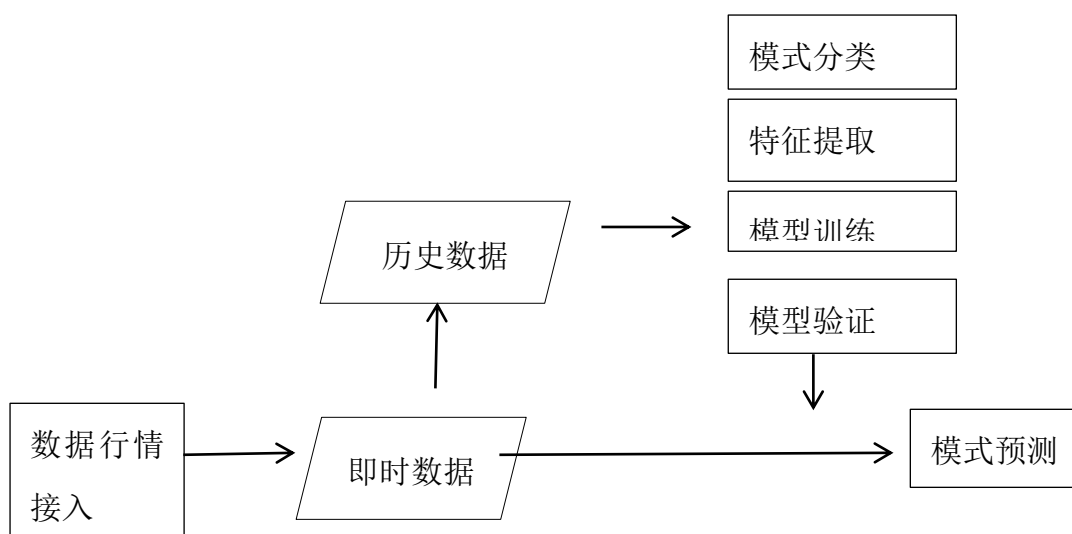 模式分类
特征提取
模型训练
历史数据
模型验证
数据行情
接入
即时数据
模式预测